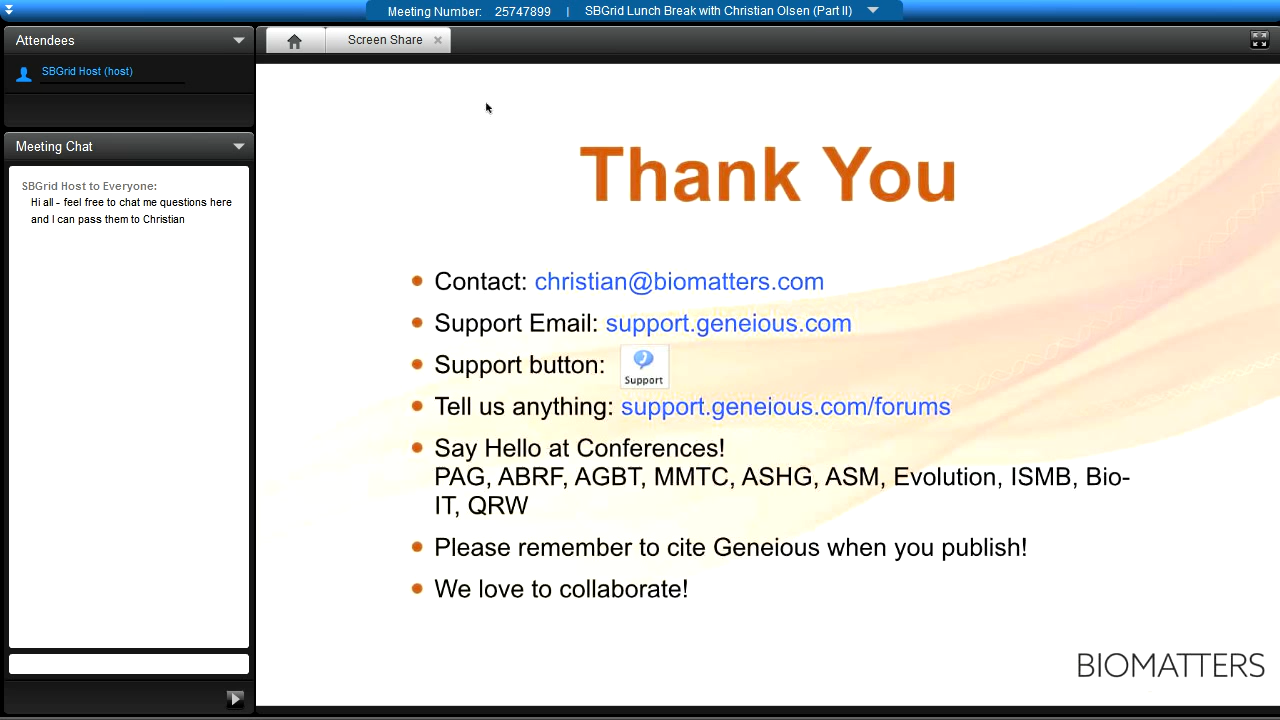 Meeting Number: 25747899 | SBGrid Lunch Break with Christian Olsen (Part II)
Attendees
SBGrid Host (host)
Meeting Chat
SBGrid Host to Everyone:
Hi all - feel free to chat me questions here
and I can pass them to Christian
Screen Share
Thank You
Contact: christian@biomatters.com
Support Email: support.geneious.com
Support button:
Support
Tell us anything: support.geneious.com/forums
Say Hello at Conferences!
PAG, ABRF, AGBT, MMTC, ASHG, ASM, Evolution, ISMB, Bio-
IT, QRW
Please remember to cite Geneious when you publish!
We love to collaborate!
BIOMATTERS